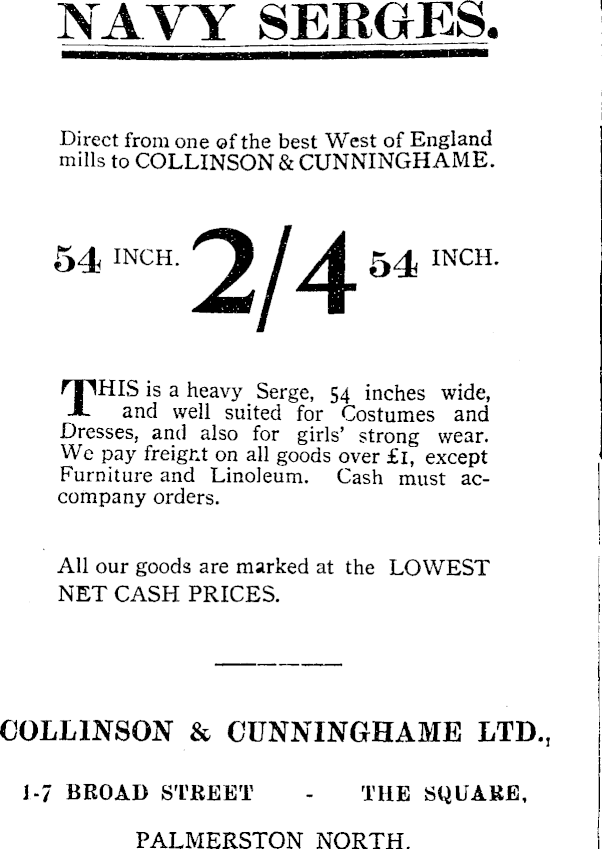 NAVY SERGES.
Direct from one of the best West of England
mills to COLLINSON & CUNNINGHAME.
54 INCH. 2/4 54 INCH.
THIS is a heavy Serge, 54 inches wide,
and well suited for Costumes and
Dresses, and also for girls' strong wear.
We pay freight on all goods over £1, except
Furniture and Linoleum. Cash must ac-
company orders.
All our goods are marked at the LOWEST
NET CASH PRICES.
COLLINSON & CUNNINGHAME LTD.,
1-7 BROAD STREET - THE SQUARE,
PALMERSTON NORTH.